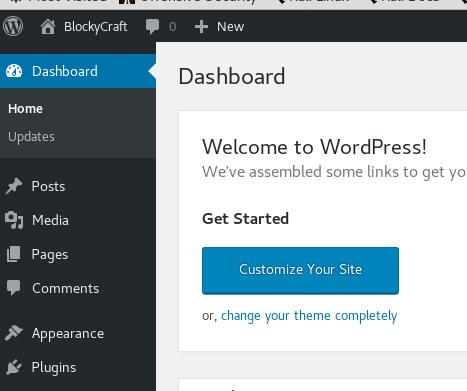 BlockyCraft 0 New
Dashboard
Home
Updates
Posts
Media
Pages
Comments
Appearance
Plugins
Dashboard
Welcome to WordPress!
We've assembled some links to get yo
Get Started
Customize Your Site
or, change your theme completely